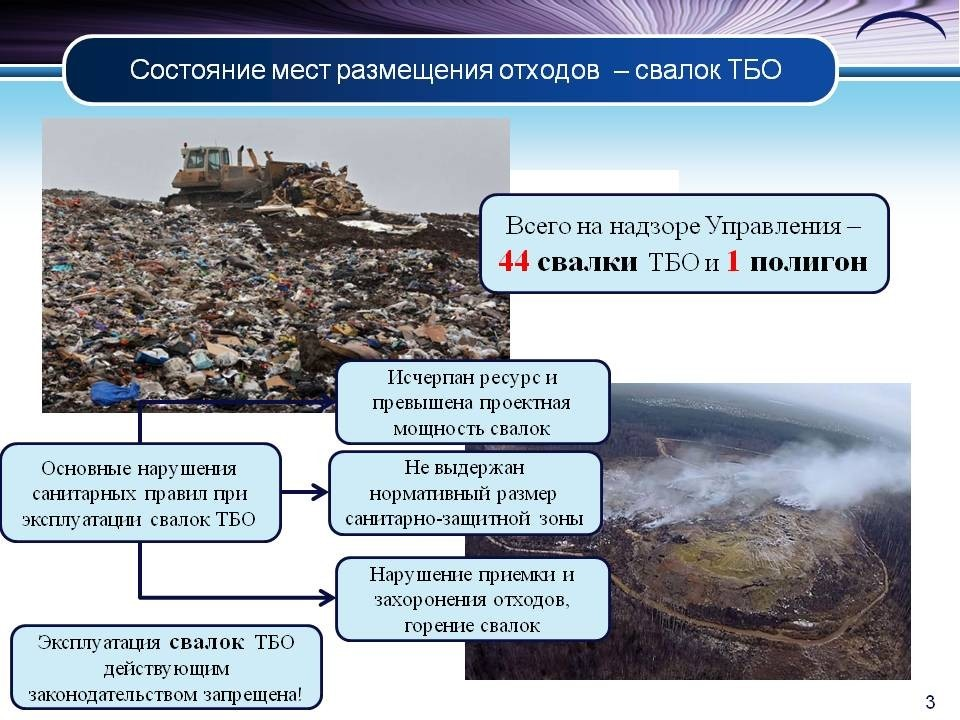 Состояние мест размещения отходов – свалок ТБО
Всего на надзоре Управления –
44 свалки ТБО и 1 полигон
Исчерпан ресурс и
превышена проектная
мощность свалок
Основные нарушения
санитарных правил при
эксплуатации свалок ТБО
Не выдержан
нормативный размер
санитарно-защитной зоны
Нарушение приемки и
захоронения отходов,
горение свалок
Эксплуатация свалок ТБО
действующим
законодательством запрещена!
3